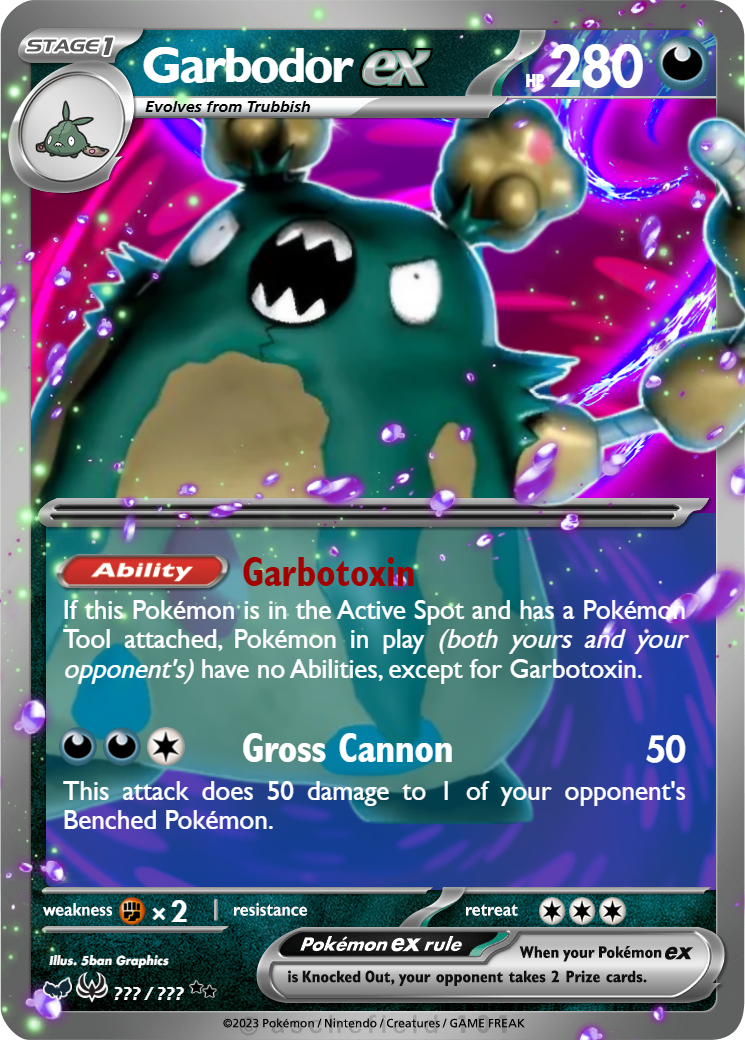 STAGE1
Garbodor ex
HP 280
Evolves from Trubbish
Ability Garbotoxin
If this Pokémon is in the Active Spot and has a Pokémon
Tool attached, Pokémon in play (both yours and your
opponent's) have no Abilities, except for Garbotoxin.
Gross Cannon 50
This attack does 50 damage to 1 of your opponent's
Benched Pokémon.
weakness ×2 resistance retreat
Pokémon ex rule
When your Pokémon ex
is Knocked Out, your opponent takes 2 Prize cards.
Illus. 5ban Graphics
??? / ???
©2023 Pokémon / Nintendo / Creatures / GAME FREAK